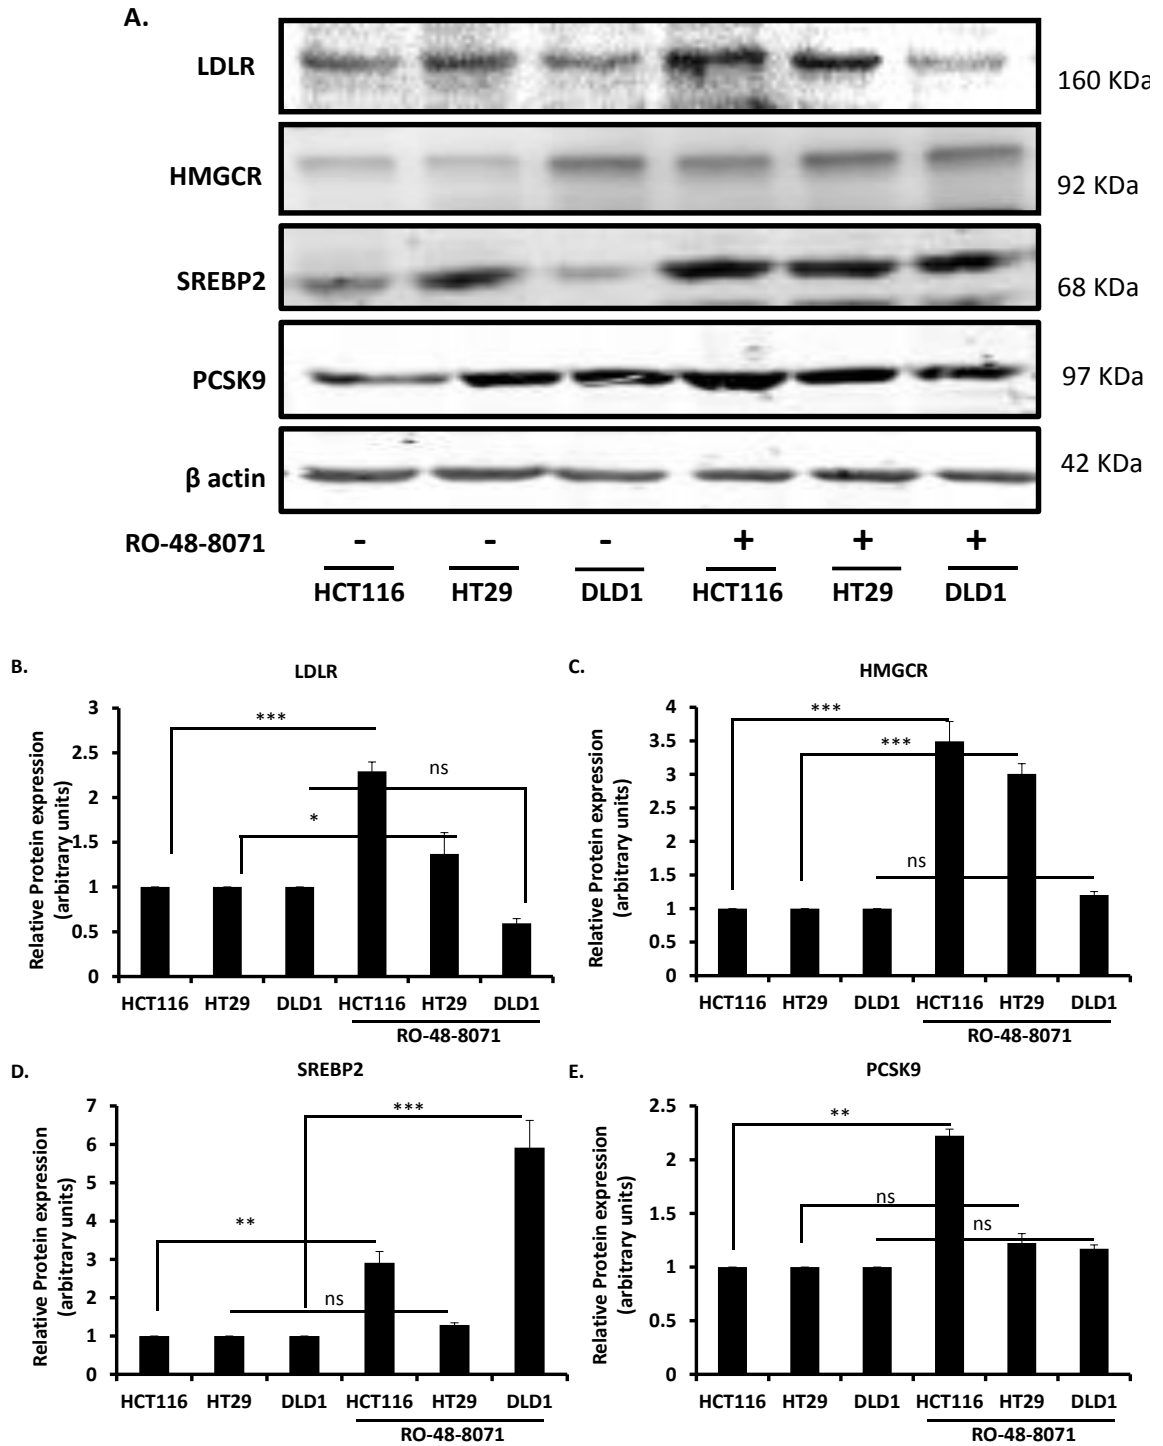 A.
LDLR
160 KDa
HMGCR
92 KDa
SREBP2
68 KDa
PCSK9
97 KDa
β actin
42 KDa
RO-48-8071 - - - + + +
HCT116 HT29 DLD1 HCT116 HT29 DLD1
B.
LDLR
Relative Protein expression
(arbitrary units)
3
2.5
2
1.5
1
0.5
0
***
ns
*
HCT116 HT29 DLD1 HCT116 HT29 DLD1
RO-48-8071
C.
HMGCR
Relative Protein expression
(arbitrary units)
4
3.5
3
2.5
2
1.5
1
0.5
0
***
***
ns
HCT116 HT29 DLD1 HCT116 HT29 DLD1
RO-48-8071
D.
SREBP2
Relative Protein expression
(arbitrary units)
7
6
5
4
3
2
1
0
***
**
ns
HCT116 HT29 DLD1 HCT116 HT29 DLD1
RO-48-8071
E.
PCSK9
Relative Protein expression
(arbitrary units)
2.5
2
1.5
1
0.5
0
**
ns
ns
HCT116 HT29 DLD1 HCT116 HT29 DLD1
RO-48-8071